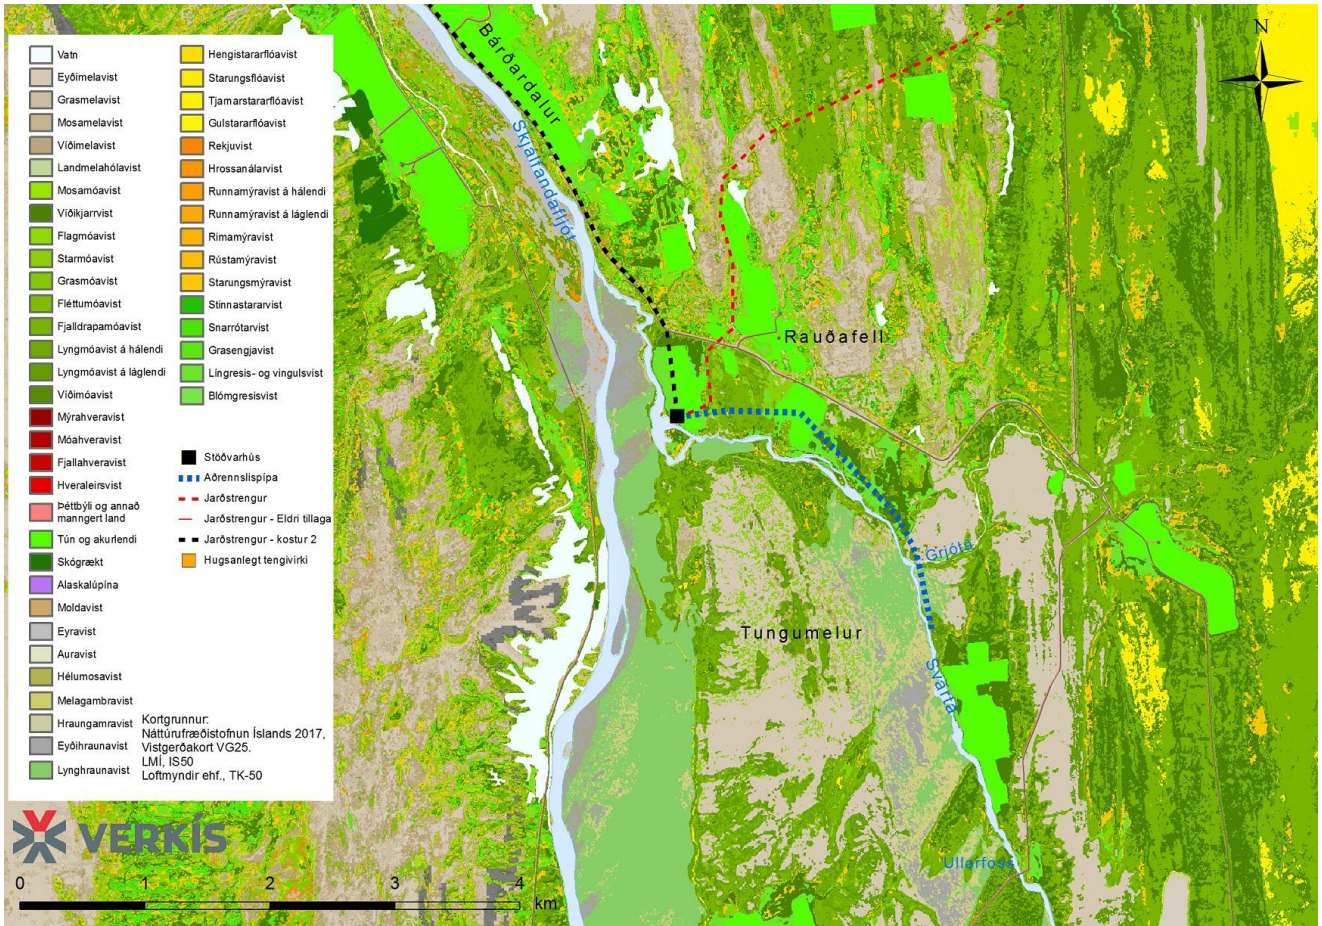 Vatn
Eyðimelavist
Grasmelavist
Mosamelavist
Víðimelavist
Landmelahólavist
Mosamóavist
Víðikjarrvist
Flagmóavist
Starmóavist
Grasmóavist
Fléttumóavist
Fjalldrapamóavist
Lyngmóavist á hálendi
Lyngmóavist á láglendi
Víðimóavist
Mýrahveravist
Móahveravist
Fjallahveravist
Hveraleirsvist
Þéttbýli og annað
manngert land
Tún og akurlendi
Skógrækt
Alaskalúpína
Moldavist
Eyravist
Auravist
Hélumosavist
Melagambravist
Hraungamravist
Eyðihraunavist
Lynghraunavist
Hengistararflóavist
Starungsflóavist
Tjarnarstararflóavist
Gulstararflóavist
Rekjuvist
Hrossanálarvist
Runnamýravist á hálendi
Runnamýravist á láglendi
Rimamýravist
Rústamýravist
Starungsmýravist
Stinnastararvist
Snarrótarvist
Grasengjavist
Língresis- og vingulsvist
Blómgresisvist
Stöðvarhús
Aðrennslispípa
Jarðstrengur
Jarðstrengur - Eldri tillaga
Jarðstrengur - kostur 2
Hugsanlegt tengivirki
Kortgrunnur:
Náttúrufræðistofnun Íslands 2017,
Vistgerðakort VG25.
LMÍ, IS50
Loftmyndir ehf., TK-50
VERKÍS
0 1 2 3 4
km
N
Bárðardalur
Skjálfandafljót
Rauðafell
Grjótá
Tungumelur
Svartá
Ullarfoss